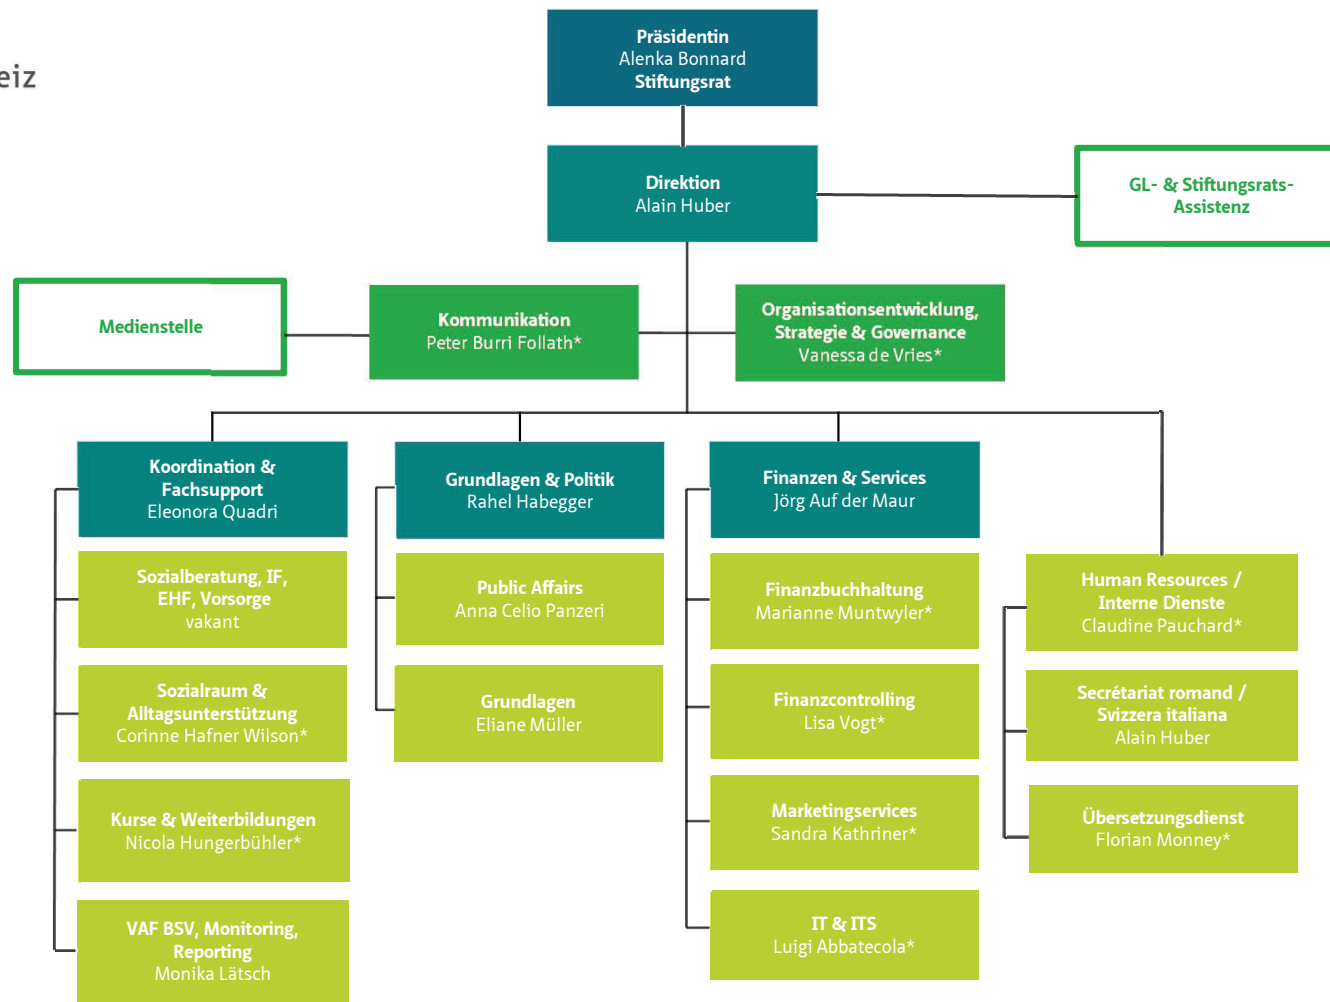 eiz
Präsidentin
Alenka Bonnard
Stiftungsrat
Direktion
Alain Huber
GL- & Stiftungsrats-
Assistenz
Medienstelle
Kommunikation
Peter Burri Follath*
Organisationsentwicklung,
Strategie & Governance
Vanessa de Vries*
Koordination &
Fachsupport
Eleonora Quadri
Sozialberatung, IF,
EHF, Vorsorge
vakant
Sozialraum &
Alltagsunterstützung
Corinne Hafner Wilson*
Kurse & Weiterbildungen
Nicola Hungerbühler*
VAF BSV, Monitoring,
Reporting
Monika Lätsch
Grundlagen & Politik
Rahel Habegger
Public Affairs
Anna Celio Panzeri
Grundlagen
Eliane Müller
Finanzen & Services
Jörg Auf der Maur
Finanzbuchhaltung
Marianne Muntwyler*
Finanzcontrolling
Lisa Vogt*
Marketingservices
Sandra Kathriner*
IT & ITS
Luigi Abbatecola*
Human Resources /
Interne Dienste
Claudine Pauchard*
Secrétariat romand /
Svizzera italiana
Alain Huber
Übersetzungsdienst
Florian Monney*